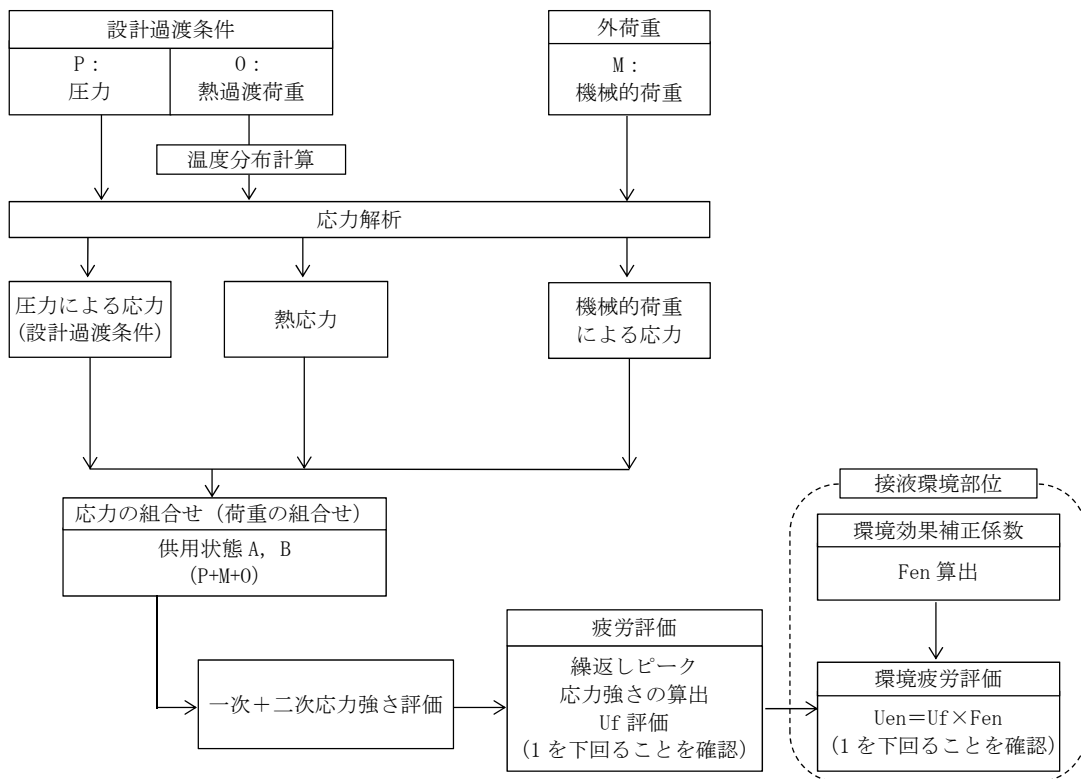 設計過渡条件
P：
圧力
O：
熱過渡荷重
外荷重
M：
機械的荷重
温度分布計算
応力解析
圧力による応力
(設計過渡条件)
熱応力
機械的荷重
による応力
応力の組合せ（荷重の組合せ）
供用状態 A, B
(P+M+O)
一次＋二次応力強さ評価
疲労評価
繰返しピーク
応力強さの算出
Uf 評価
（1 を下回ることを確認）
接液環境部位
環境効果補正係数
Fen 算出
環境疲労評価
Uen＝Uf×Fen
（1 を下回ることを確認）